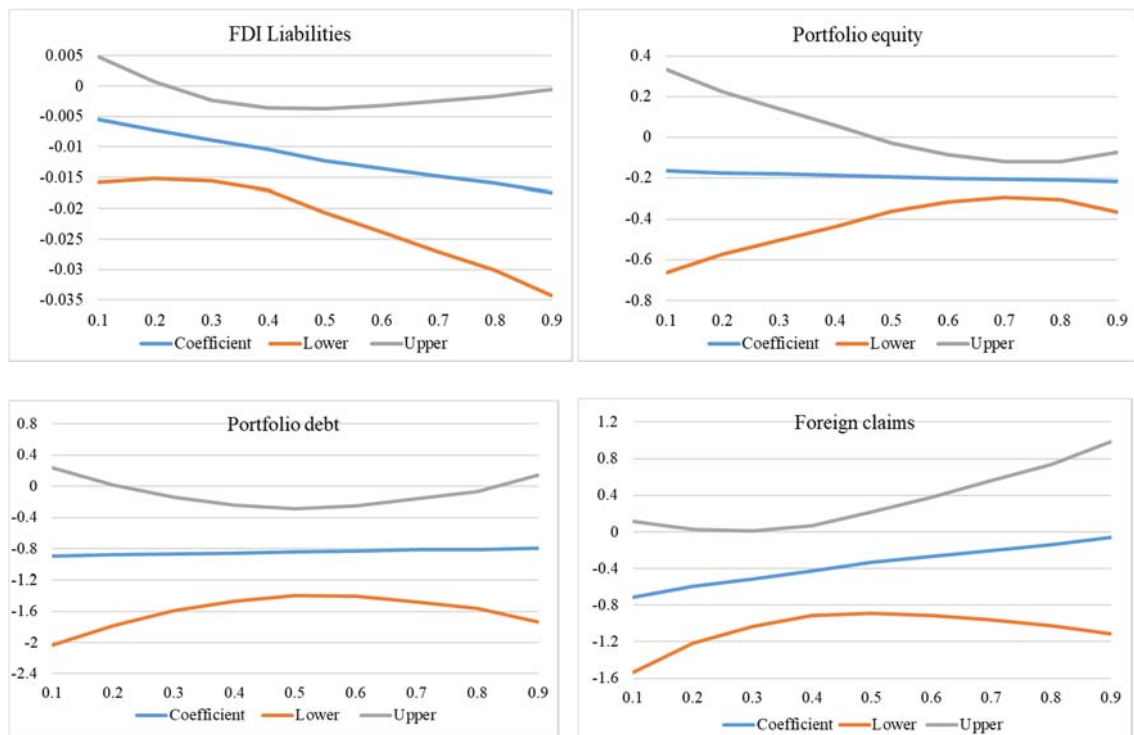 FDI Liabilities
0.005
0
-0.005
-0.01
-0.015
-0.02
-0.025
-0.03
-0.035
0.1 0.2 0.3 0.4 0.5 0.6 0.7 0.8 0.9
Coefficient Lower Upper
Portfolio equity
0.4
0.2
0
-0.2
-0.4
-0.6
-0.8
0.1 0.2 0.3 0.4 0.5 0.6 0.7 0.8 0.9
Coefficient Lower Upper
Portfolio debt
0.8
0.4
0
-0.4
-0.8
-1.2
-1.6
-2
-2.4
0.1 0.2 0.3 0.4 0.5 0.6 0.7 0.8 0.9
Coefficient Lower Upper
Foreign claims
1.2
0.8
0.4
0
-0.4
-0.8
-1.2
-1.6
0.1 0.2 0.3 0.4 0.5 0.6 0.7 0.8 0.9
Coefficient Lower Upper